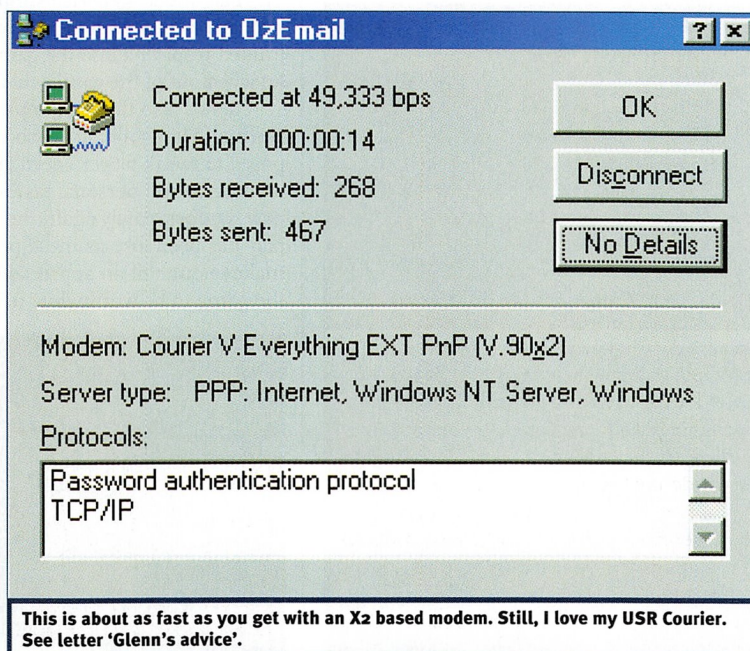 Connected to OzEmail
Connected at 49,333 bps
OK
Duration: 000:00:14
Disconnect
Bytes received: 268
Bytes sent: 467
No Details
Modem: Courier V.Everything EXT PnP (V.90x2)
Server type: PPP: Internet, Windows NT Server, Windows
Protocols:
Password authentication protocol
TCP/IP
This is about as fast as you get with an X2 based modem. Still, I love my USR Courier.
See letter ‘Glenn’s advice’.